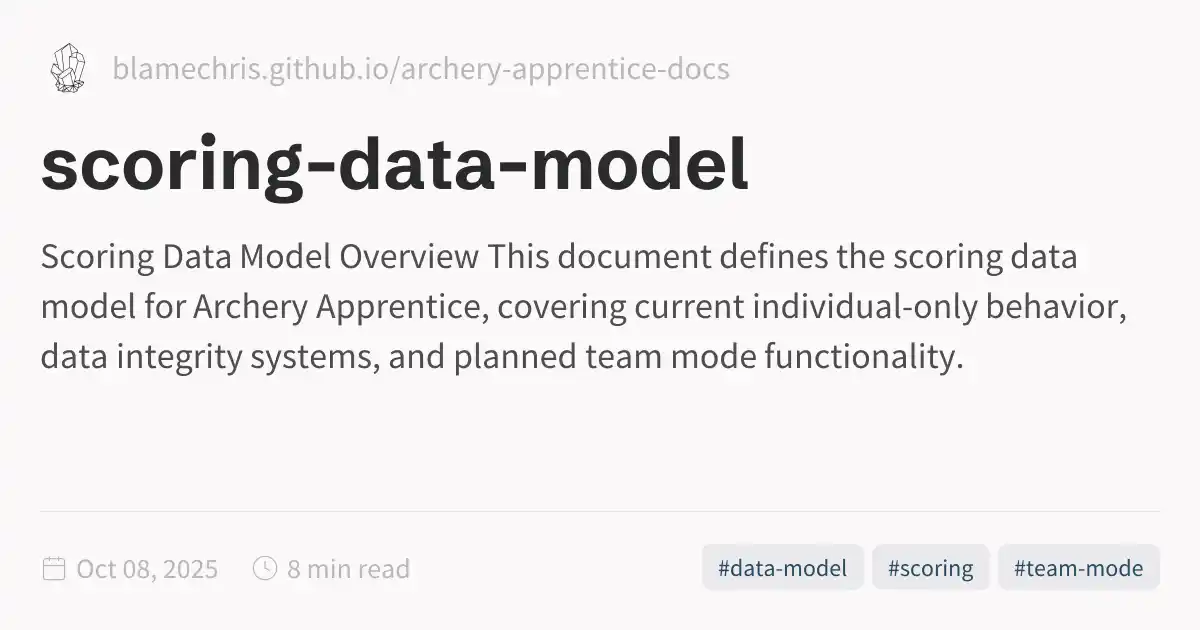 blamechris.github.io/archery-apprentice-docs
scoring-data-model
Scoring Data Model Overview This document defines the scoring data
model for Archery Apprentice, covering current individual-only behavior,
data integrity systems, and planned team mode functionality.
Oct 08, 2025 8 min read #data-model #scoring #team-mode